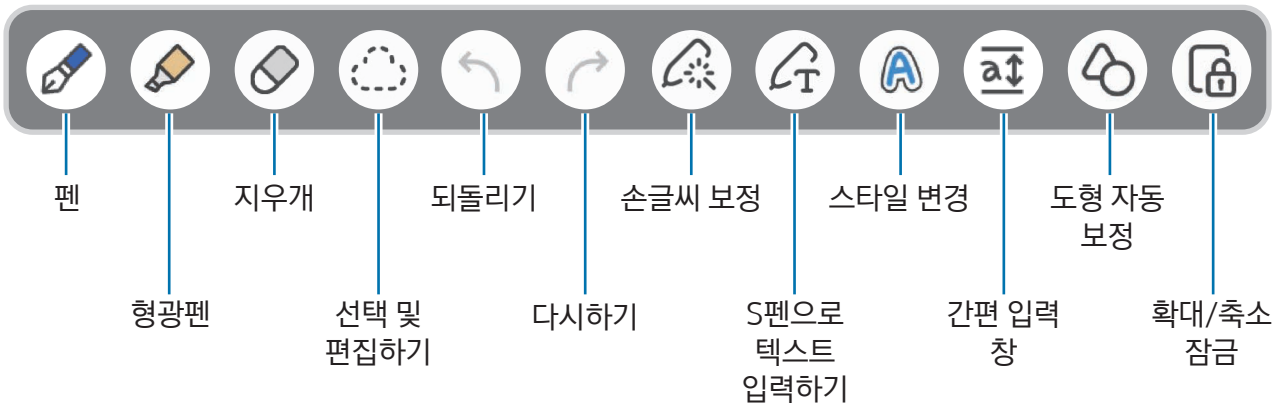 T
A
a
펜
지우개
되돌리기
손글씨 보정
스타일 변경
도형 자동
보정
형광펜
선택 및
편집하기
다시하기
S펜으로
텍스트
입력하기
간편 입력
창
확대/축소
잠금